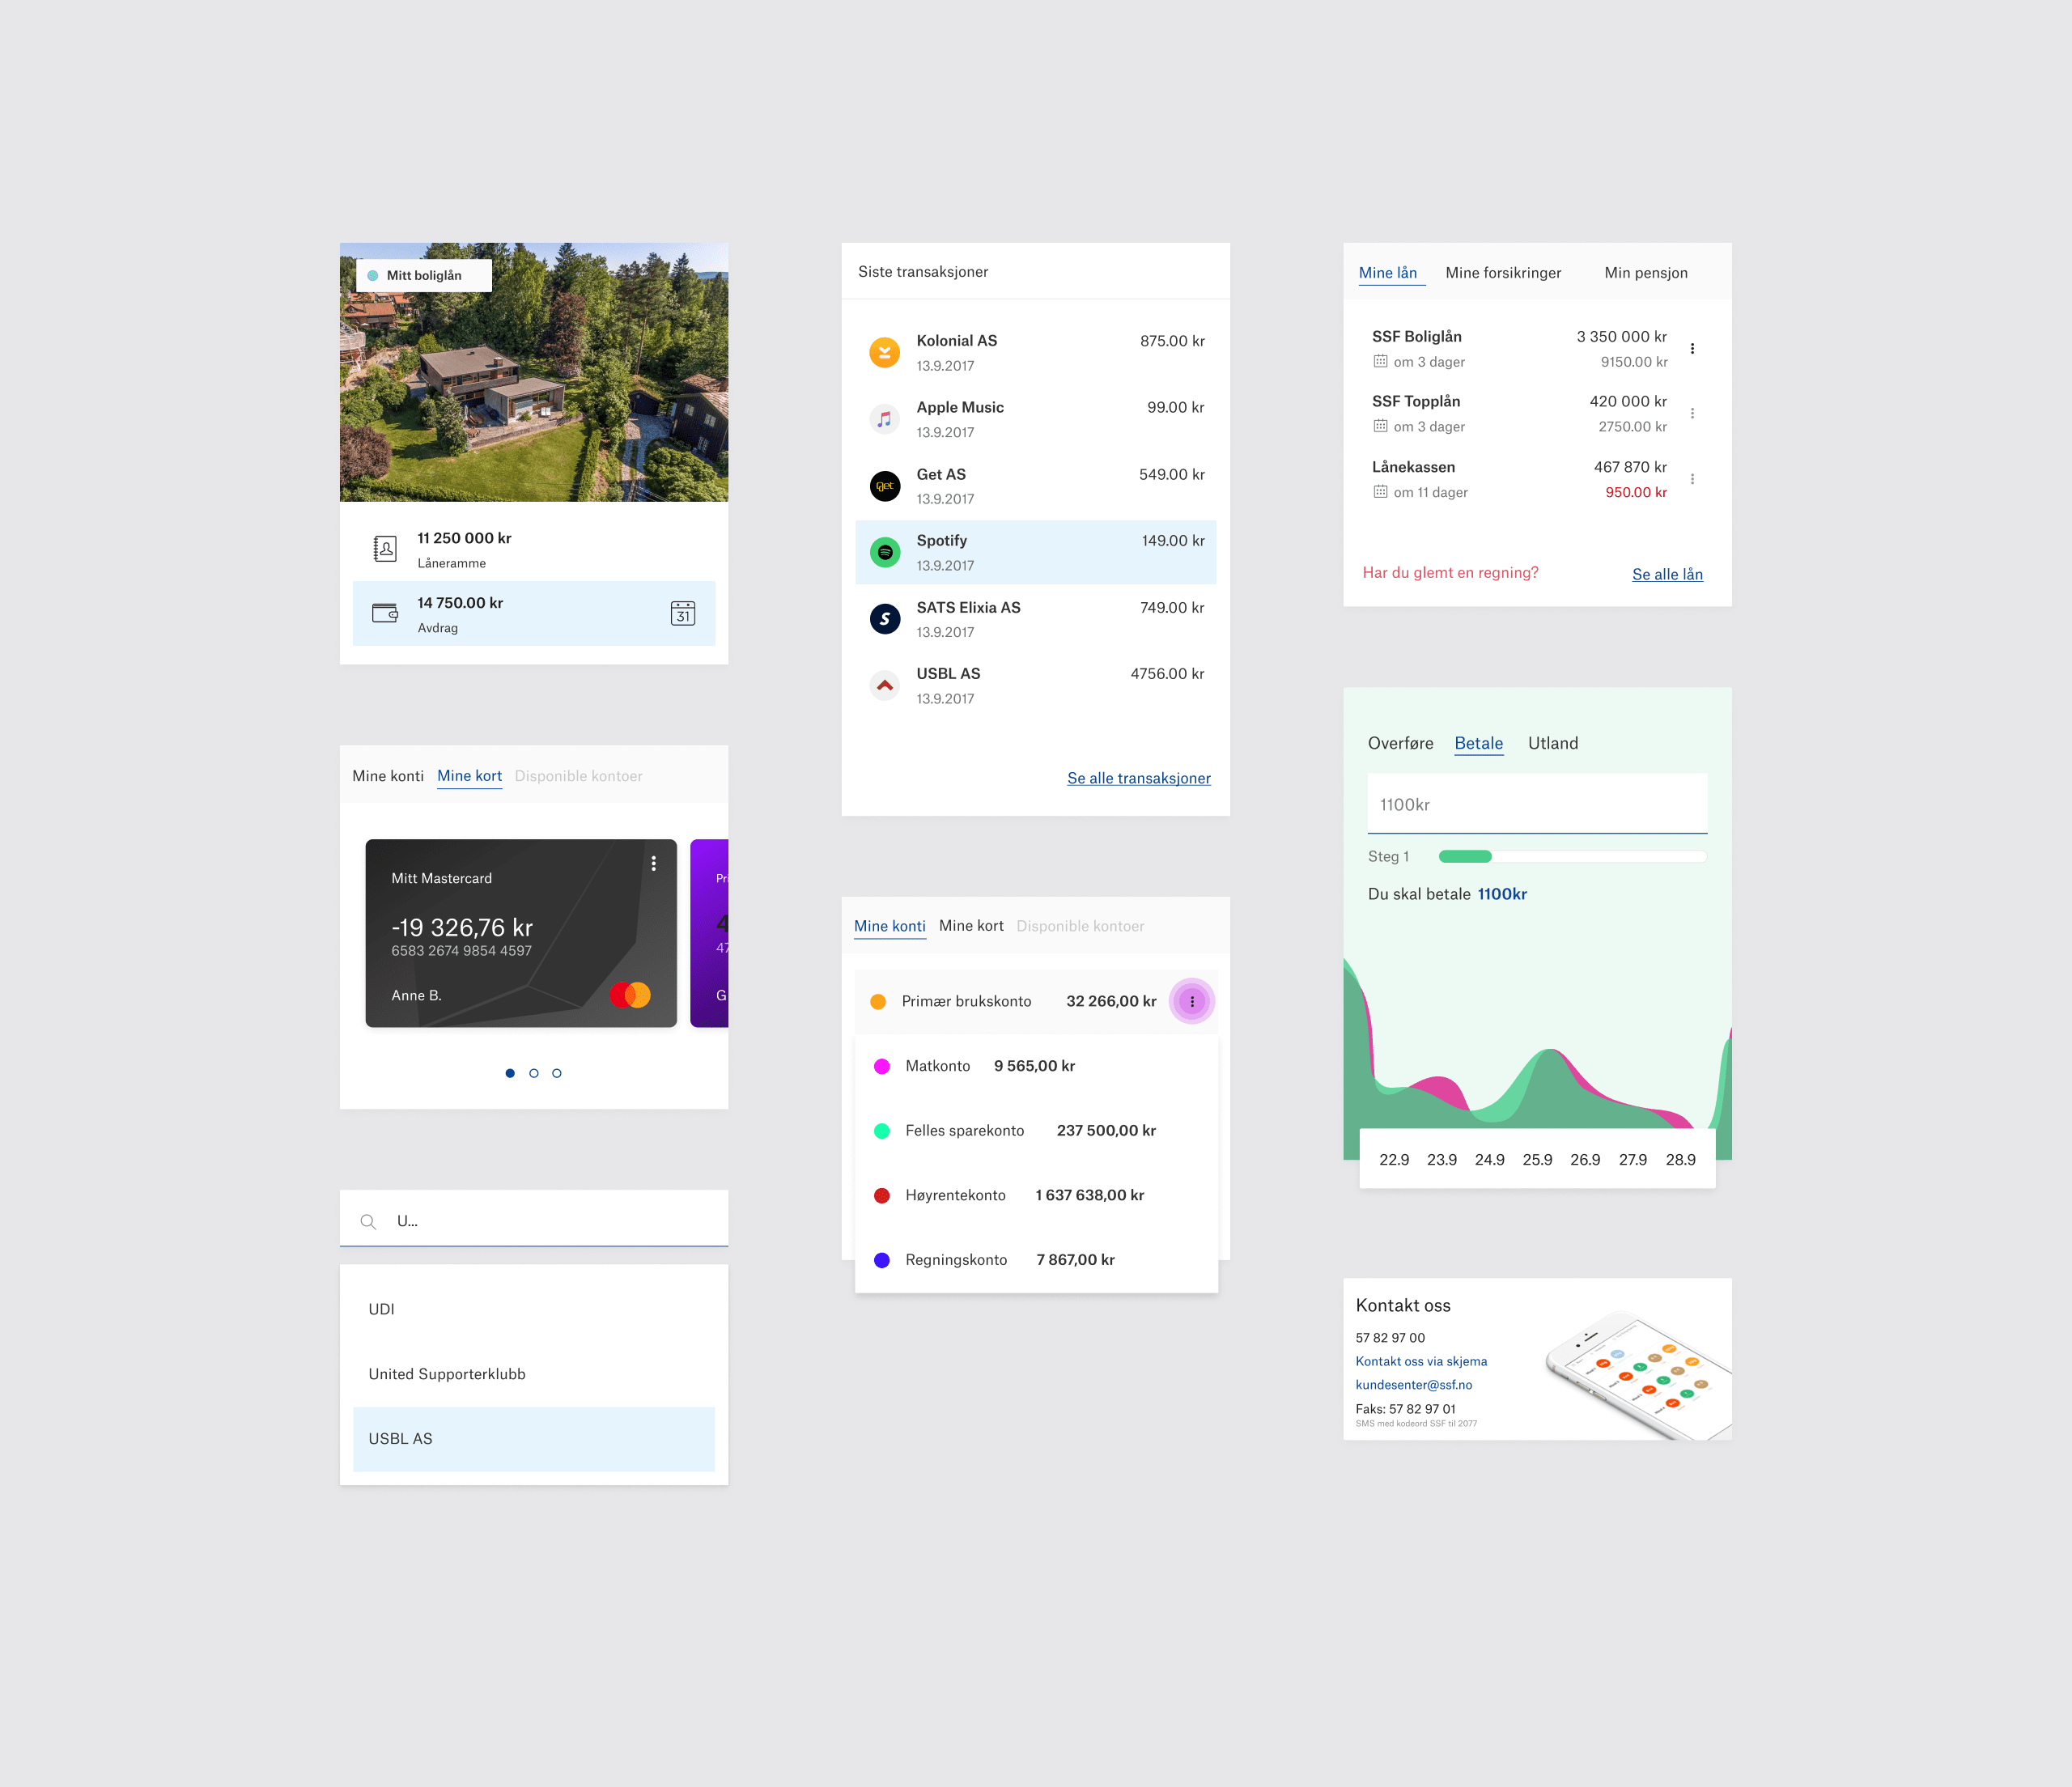 Mitt boliglån
11 250 000 kr
Låneramme
14 750.00 kr
Avdrag
31
Mine konti Mine kort Disponible kontoer
Mitt Mastercard
-19 326,76 kr
6583 2674 9854 4597
Anne B.
Pri
4
47
G
U...
UDI
United Supporterklubb
USBL AS
Siste transaksjoner
Kolonial AS 875.00 kr
13.9.2017
Apple Music 99.00 kr
13.9.2017
Get AS 549.00 kr
get
13.9.2017
Spotify 149.00 kr
13.9.2017
SATS Elixia AS 749.00 kr
S
13.9.2017
USBL AS 4756.00 kr
13.9.2017
Se alle transaksjoner
Mine konti Mine kort Disponible kontoer
Primær brukskonto 32 266,00 kr
Matkonto 9 565,00 kr
Felles sparekonto 237 500,00 kr
Høyrentekonto 1 637 638,00 kr
Regningskonto 7 867,00 kr
Mine lån Mine forsikringer Min pensjon
SSF Boliglån 3 350 000 kr
om 3 dager 9150.00 kr
SSF Topplån 420 000 kr
om 3 dager 2750.00 kr
Lånekassen 467 870 kr
om 11 dager 950.00 kr
Har du glemt en regning? Se alle lån
Overføre Betale Utland
1100kr
Steg 1
Du skal betale 1100kr
22.9 23.9 24.9 25.9 26.9 27.9 28.9
Kontakt oss
57 82 97 00
Kontakt oss via skjema
kundesenter@ssf.no
Faks: 57 82 97 01
SMS med kodeord SSF til 2077